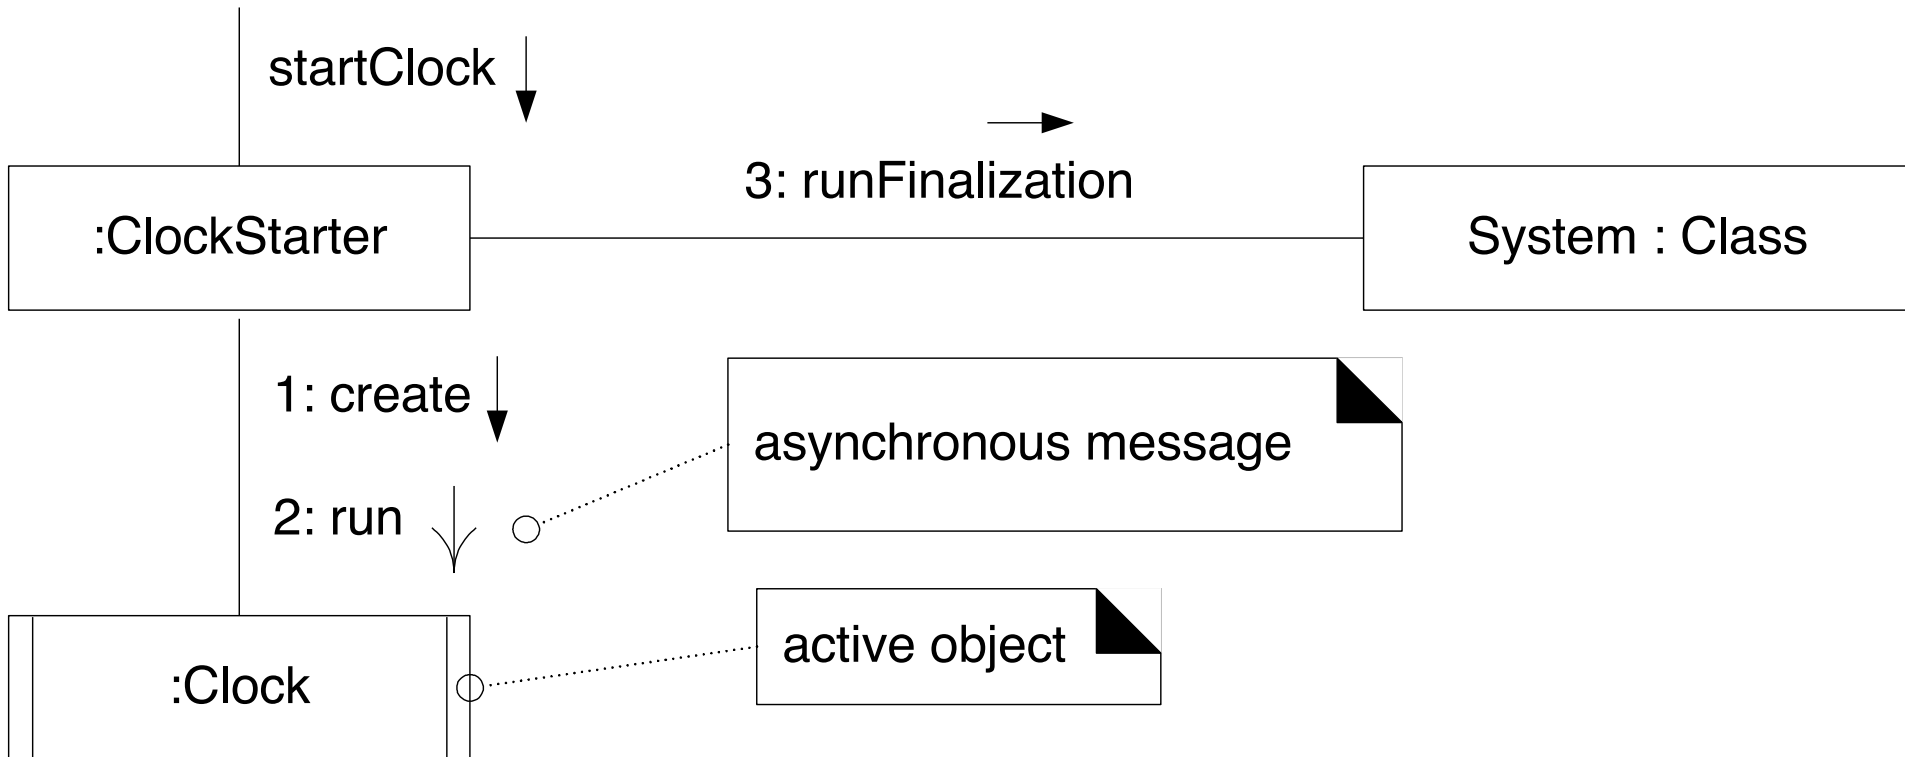 startClock
3: runFinalization
:ClockStarter
System : Class
1: create
asynchronous message
2: run
active object
:Clock